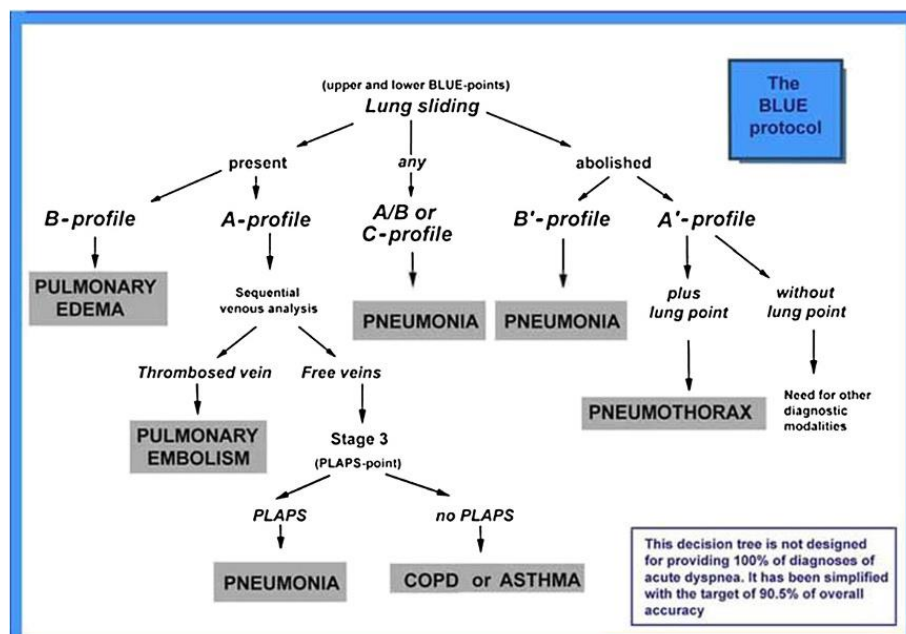 The
BLUE
protocol
(upper and lower BLUE-points)
Lung sliding
present
any
abolished
B-profile
A-profile
A/B or
C-profile
B'-profile
A'-profile
PULMONARY
EDEMA
Sequential
venous analysis
PNEUMONIA
PNEUMONIA
plus
lung point
without
lung point
Thrombosed vein
Free veins
PNEUMOTHORAX
Need for other
diagnostic
modalities
PULMONARY
EMBOLISM
Stage 3
(PLAPS-point)
PLAPS
no PLAPS
PNEUMONIA
COPD or ASTHMA
This decision tree is not designed
for providing 100% of diagnoses of
acute dyspnea. It has been simplified
with the target of 90.5% of overall
accuracy